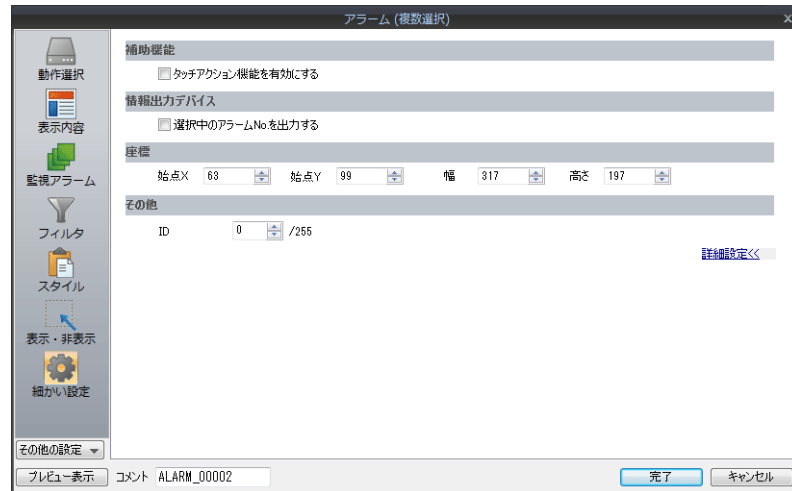 アラーム (複数選択)
動作選択
表示内容
監視アラーム
フィルタ
スタイル
表示・非表示
細かい設定
その他の設定
補助機能
タッチアクション機能を有効にする
情報出力デバイス
選択中のアラームNo.を出力する
座標
始点X 63 始点Y 99 幅 317 高さ 197
その他
ID 0 /255
詳細設定<<
プレビュー表示 コメント ALARM_00002 完了 キャンセル